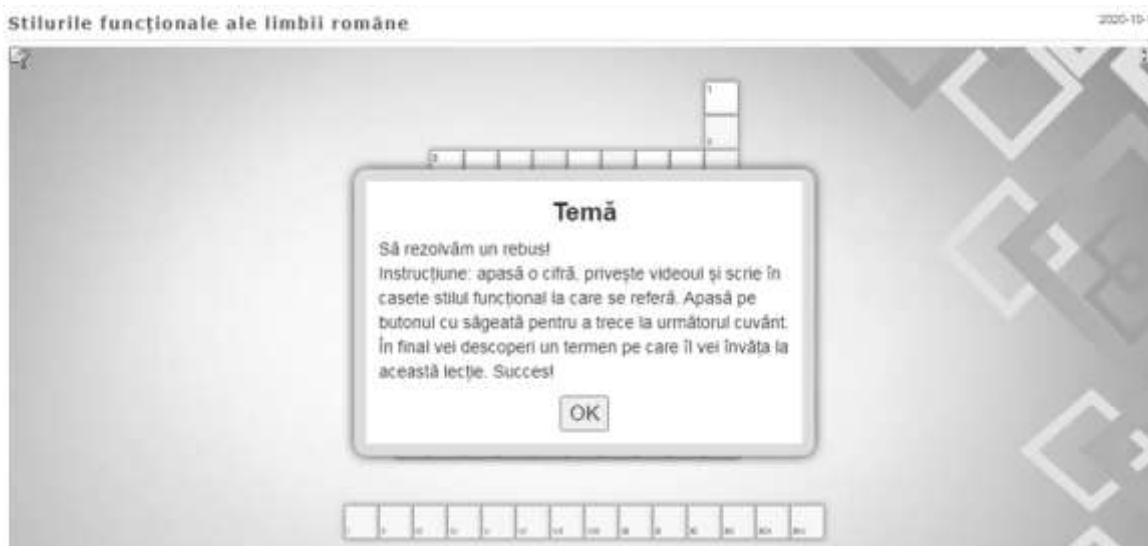 Stilurile funcționale ale limbii române
Temă
Să rezolvăm un rebus!
Instrucțiune: apasă o cifră, privește videoul și scrie în
casete stilul funcțional la care se referă. Apasă pe
butonul cu săgeată pentru a trece la următorul cuvânt.
În final vei descoperi un termen pe care îl vei învăța la
această lecție. Succes!
OK